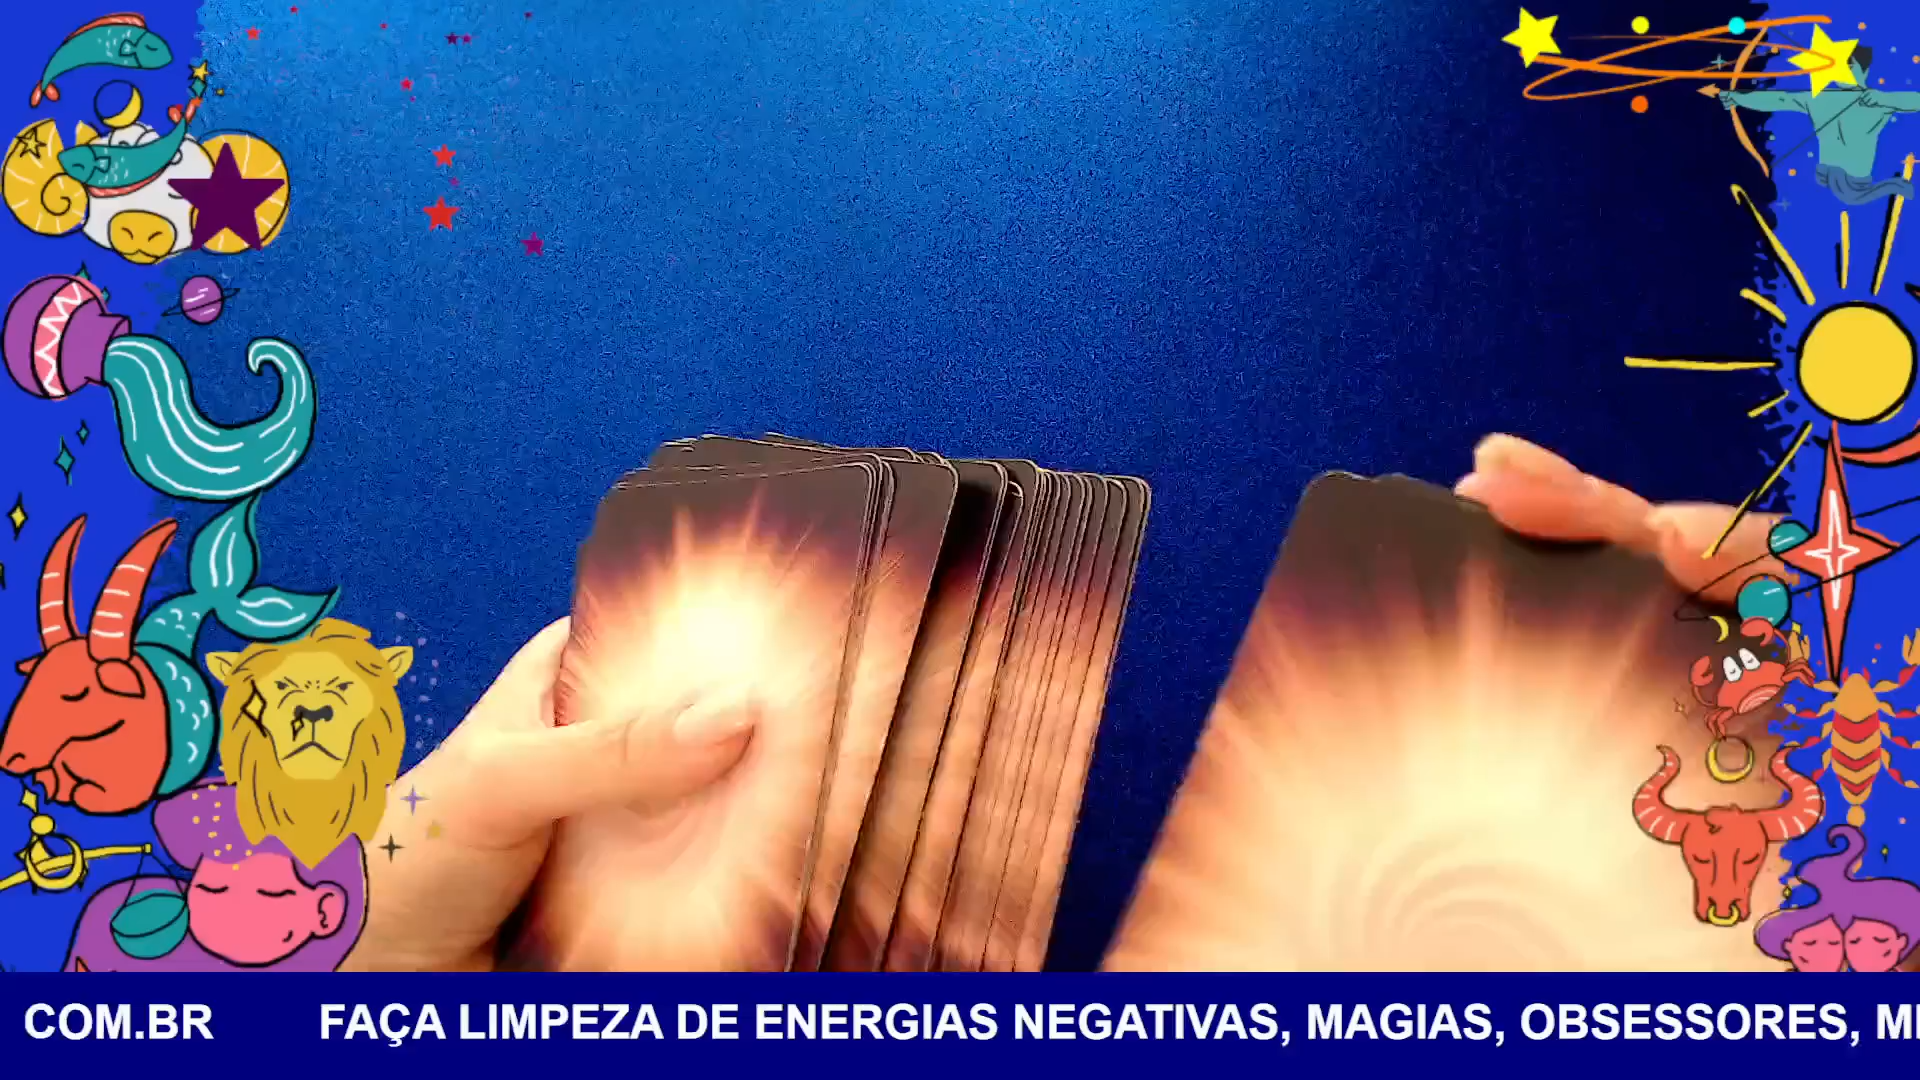 COM.BR FAÇA LIMPEZA DE ENERGIAS NEGATIVAS, MAGIAS, OBSESSORES,